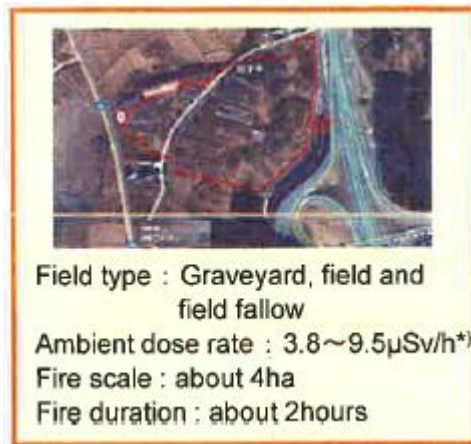 Field type : Graveyard, field and
field fallow
Ambient dose rate : 3.8～9.5μSv/h*)
Fire scale : about 4ha
Fire duration : about 2hours